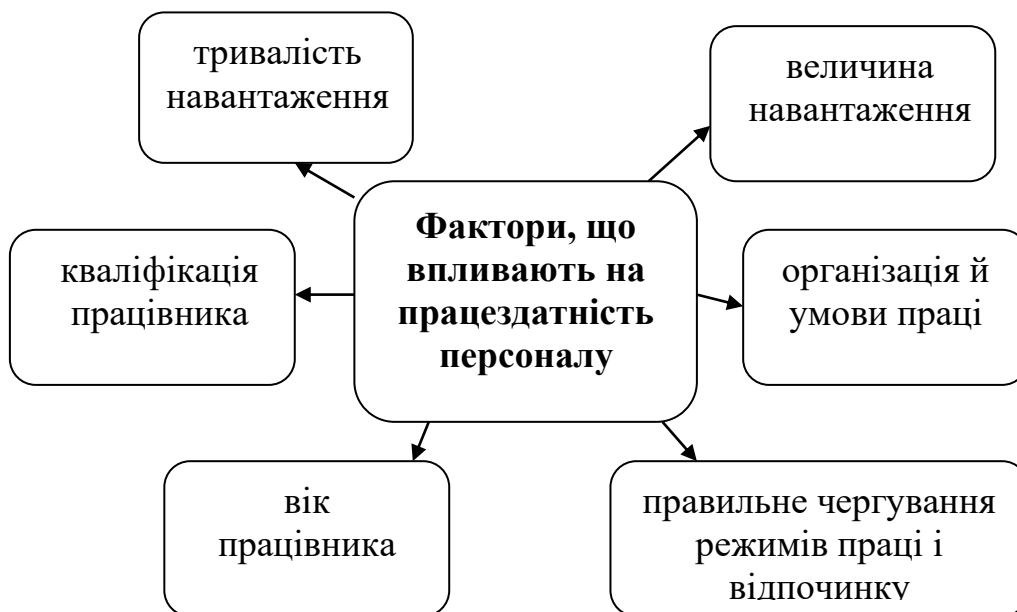 тривалість
навантаження
величина
навантаження
Фактори, що
впливають на
працездатність
персоналу
кваліфікація
працівника
організація й
умови праці
вік
працівника
правильне чергування
режимів праці і
відпочинку